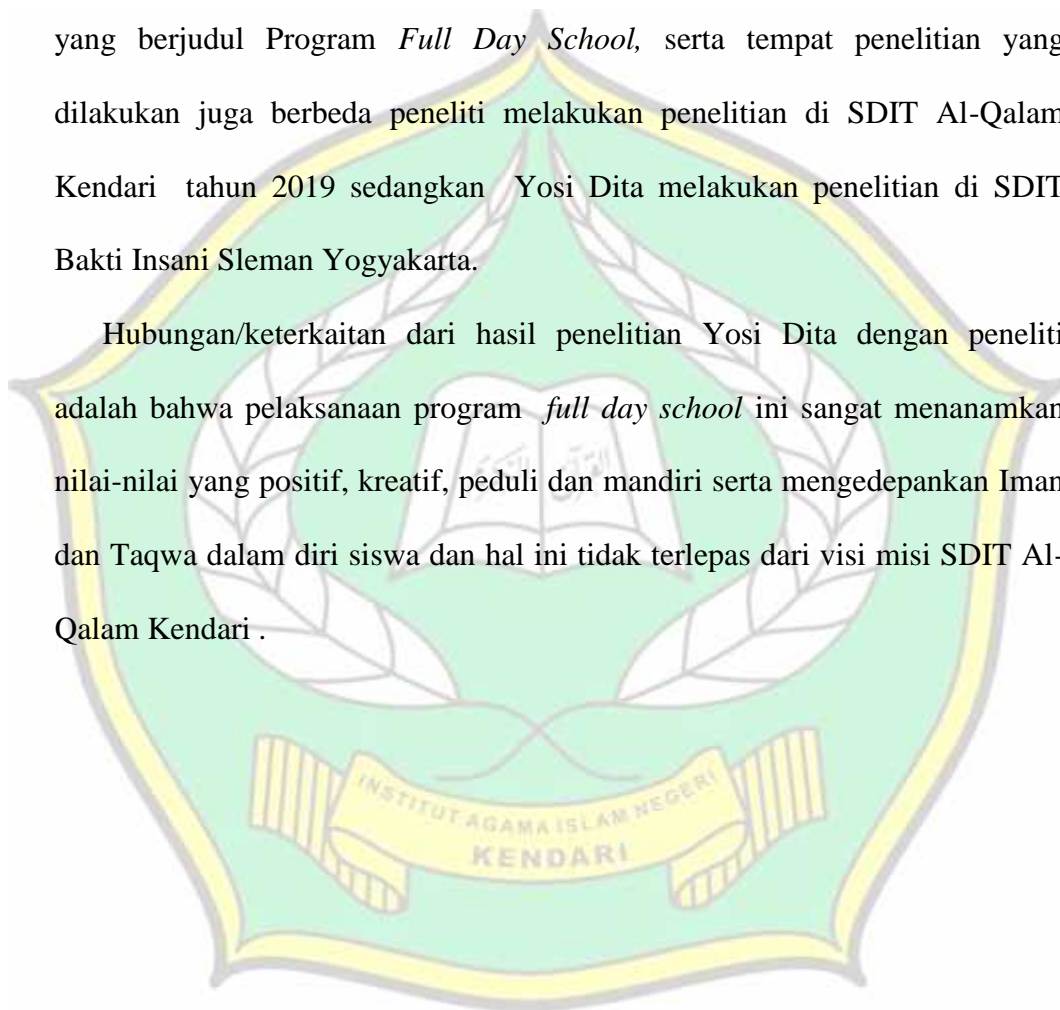 yang berjudul Program Full Day School, serta tempat penelitian yang
dilakukan juga berbeda peneliti melakukan penelitian di SDIT Al-Qalam
Kendari tahun 2019 sedangkan Yosi Dita melakukan penelitian di SDIT
Bakti Insani Sleman Yogyakarta.
Hubungan/keterkaitan dari hasil penelitian Yosi Dita dengan peneliti
adalah bahwa pelaksanaan program full day school ini sangat menanamkan
nilai-nilai yang positif, kreatif, peduli dan mandiri serta mengedepankan Iman
dan Taqwa dalam diri siswa dan hal ini tidak terlepas dari visi misi SDIT Al-
Qalam Kendari .
INSTITUT AGAMA ISLAM NEGERI
KENDARI